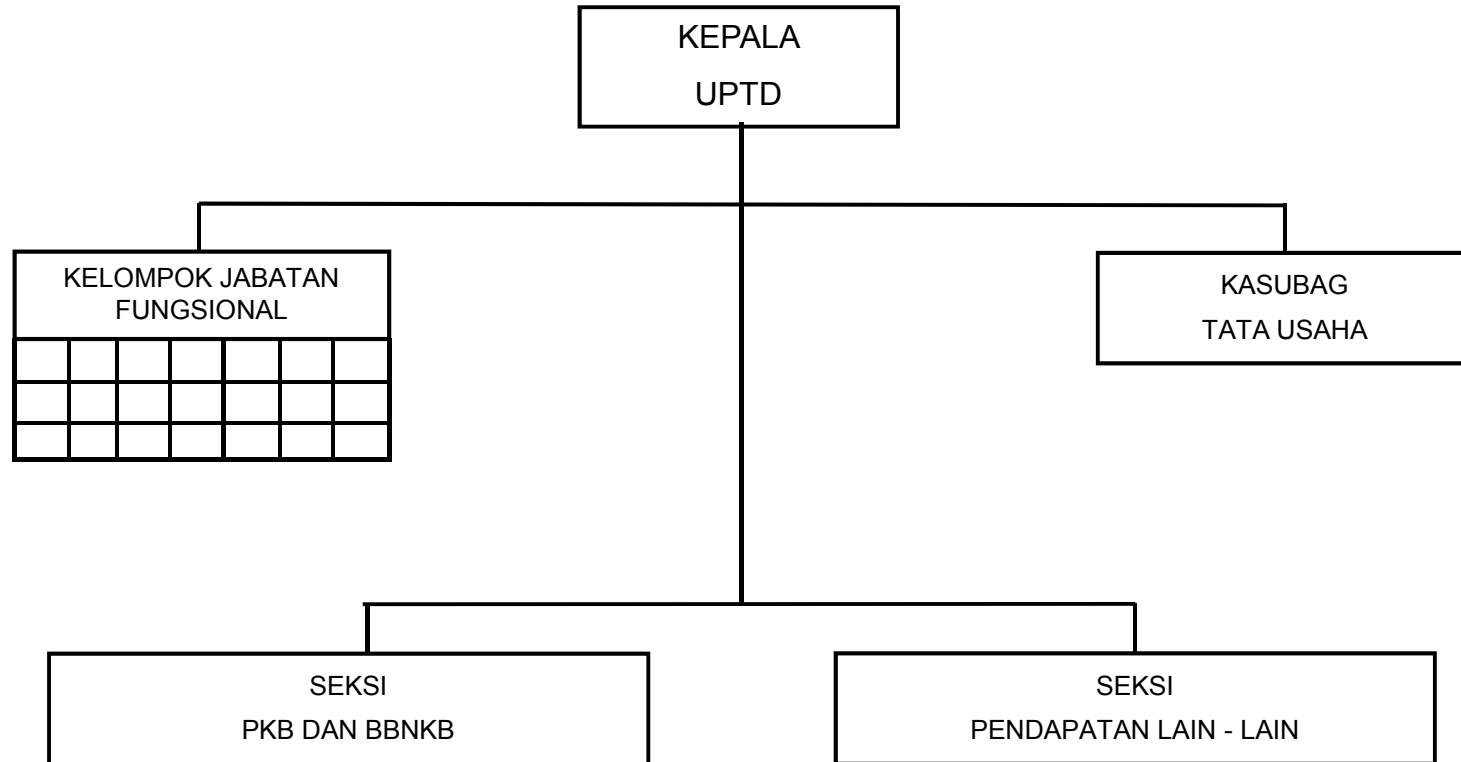 KEPALA
UPTD
KELOMPOK JABATAN
FUNGSIONAL
KASUBAG
TATA USAHA
SEKSI
PKB DAN BBNKB
SEKSI
PENDAPATAN LAIN - LAIN